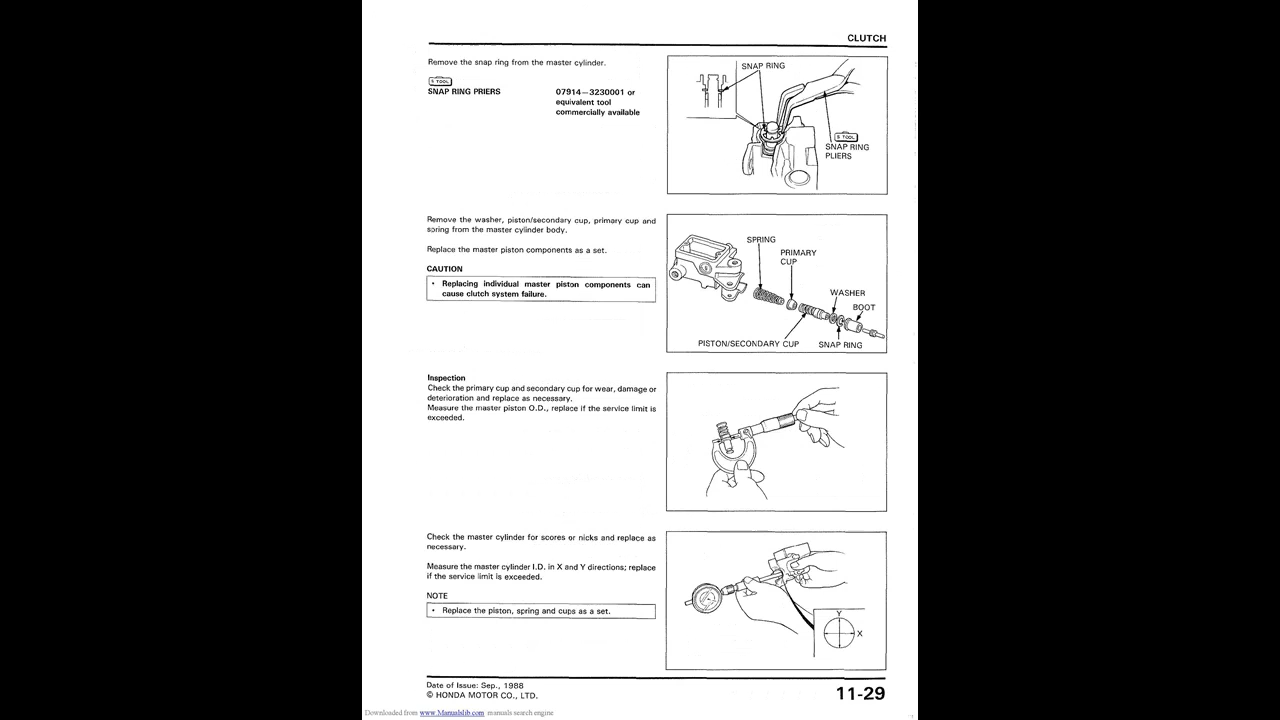 CLUTCH
Remove the snap ring from the master cylinder.
S TOOL
SNAP RING PRIERS 07914—3230001 or
equivalent tool
commercially available
SNAP RING
S TOOL
SNAP RING
PLIERS
Remove the washer, piston/secondary cup, primary cup and
spring from the master cylinder body.
Replace the master piston components as a set.
CAUTION
• Replacing individual master piston components can
cause clutch system failure.
SPRING
PRIMARY
CUP
WASHER
BOOT
PISTON/SECONDARY CUP
SNAP RING
Inspection
Check the primary cup and secondary cup for wear, damage or
deterioration and replace as necessary.
Measure the master piston O.D., replace if the service limit is
exceeded.
Check the master cylinder for scores or nicks and replace as
necessary.
Measure the master cylinder I.D. in X and Y directions; replace
if the service limit is exceeded.
NOTE
• Replace the piston, spring and cups as a set.
Y
X
Date of Issue: Sep., 1988
© HONDA MOTOR CO., LTD.
11-29
Downloaded from www.Manualslib.com manuals search engine